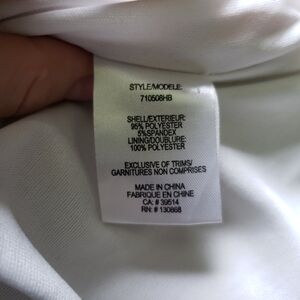 STYLE/MODELE:
710508HB
SHELL/EXTERIEUR:
95% POLYESTER
5%SPANDEX
LINING/DOUBLURE:
100% POLYESTER
EXCLUSIVE OF TRIMS/
GARNITURES NON COMPRISES
MADE IN CHINA
FABRIQUE EN CHINE
CA: # 39514
RN: # 130868